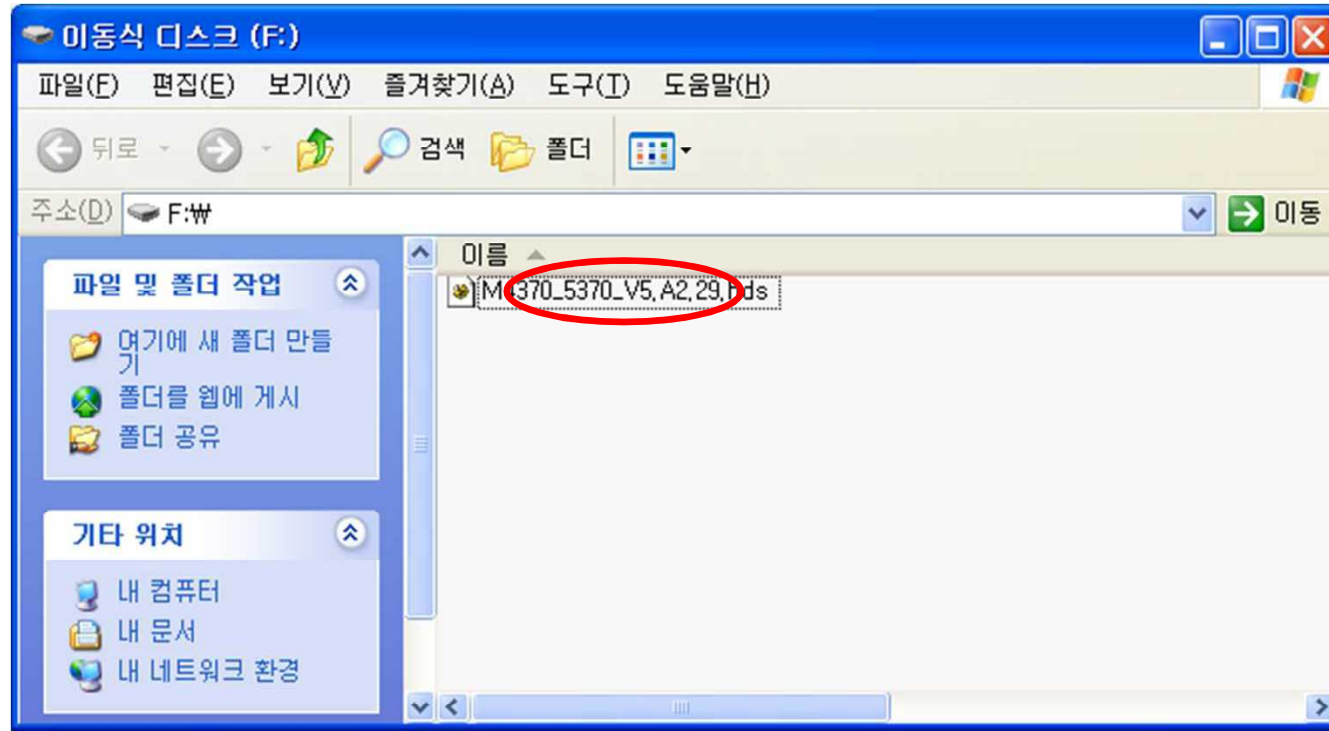 이동식 디스크 (F:)
파일(F) 편집(E) 보기(V) 즐겨찾기(A) 도구(T) 도움말(H)
뒤로 검색 폴더
주소(D) F:₩ 이동
이름
M4370_5370_V5,A2,29,hds
파일 및 폴더 작업
여기에 새 폴더 만들
기
폴더를 웹에 게시
폴더 공유
기타 위치
내 컴퓨터
내 문서
내 네트워크 환경